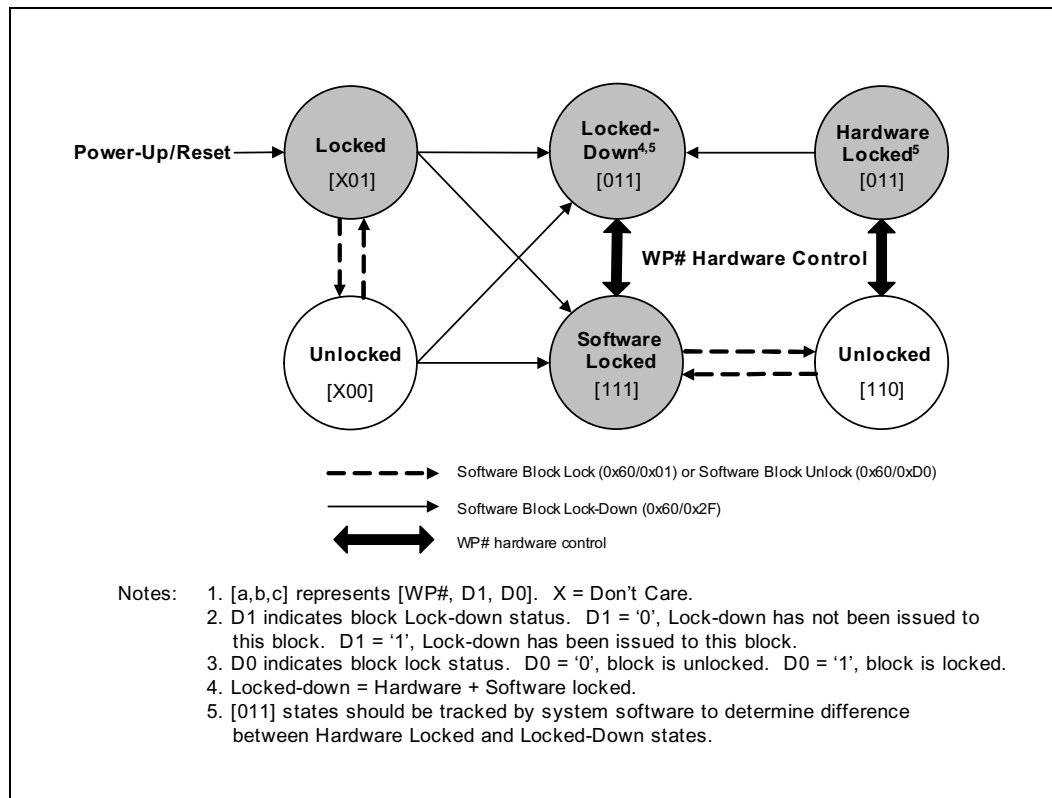 Power-Up/Reset
Locked
[X01]
Locked-
Down4,5
[011]
Hardware
Locked5
[011]
WP# Hardware Control
Unlocked
[X00]
Software
Locked
[111]
Unlocked
[110]
Software Block Lock (0x60/0x01) or Software Block Unlock (0x60/0xD0)
Software Block Lock-Down (0x60/0x2F)
WP# hardware control
Notes: 1. [a,b,c] represents [WP#, D1, D0]. X = Don't Care.
2. D1 indicates block Lock-down status. D1 = ‘0’, Lock-down has not been issued to
this block. D1 = ‘1’, Lock-down has been issued to this block.
3. D0 indicates block lock status. D0 = ‘0’, block is unlocked. D0 = ‘1’, block is locked.
4. Locked-down = Hardware + Software locked.
5. [011] states should be tracked by system software to determine difference
between Hardware Locked and Locked-Down states.